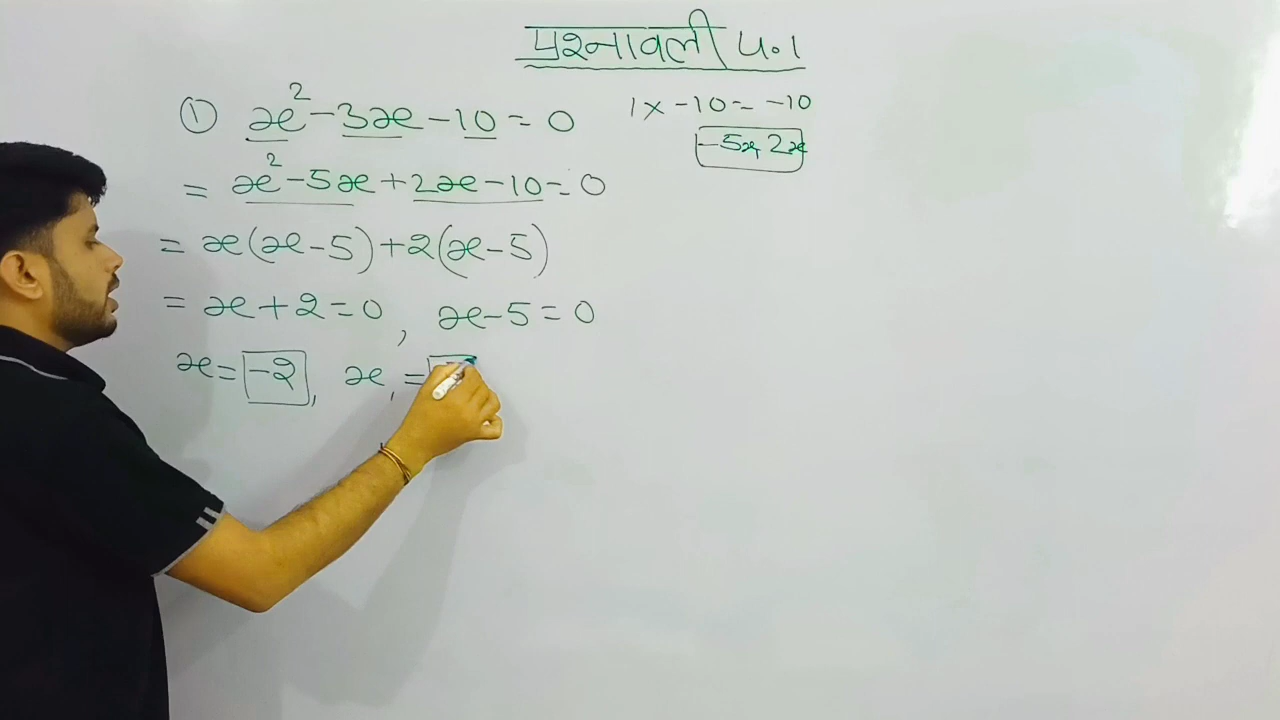 प्रश्नावली 4.1
① x² - 3x - 10 = 0
1 x -10 = -10
-5x, 2x
= x² - 5x + 2x - 10 = 0
= x(x - 5) + 2(x - 5)
= x + 2 = 0, x - 5 = 0
x = -2, x, =